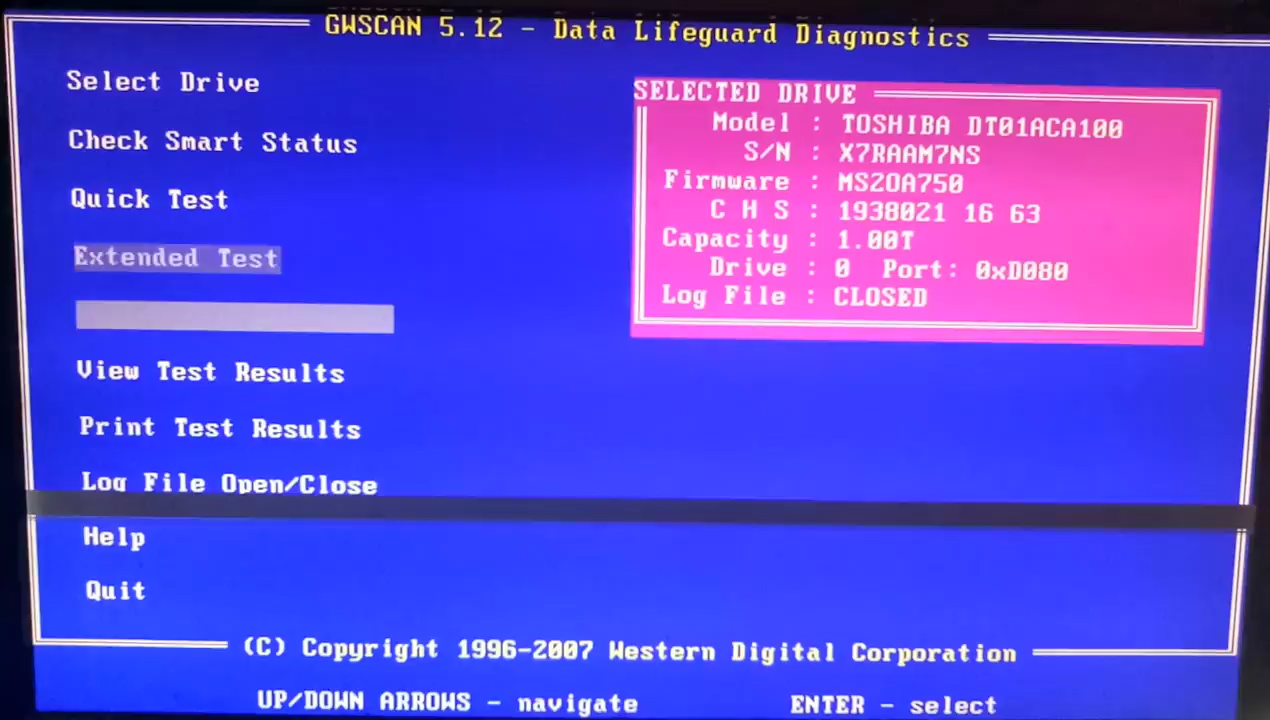 GWSCAN 5.12 - Data Lifeguard Diagnostics
Select Drive
Check Smart Status
Quick Test
Extended Test
View Test Results
Print Test Results
Log File Open/Close
Help
Quit
SELECTED DRIVE
Model : TOSHIBA DT01ACA100
S/N : X7RAAM7NS
Firmware : MS2OA750
C H S : 1938021 16 63
Capacity : 1.00T
Drive : 0 Port: 0xD080
Log File : CLOSED
(C) Copyright 1996-2007 Western Digital Corporation
UP/DOWN ARROWS - navigate ENTER - select